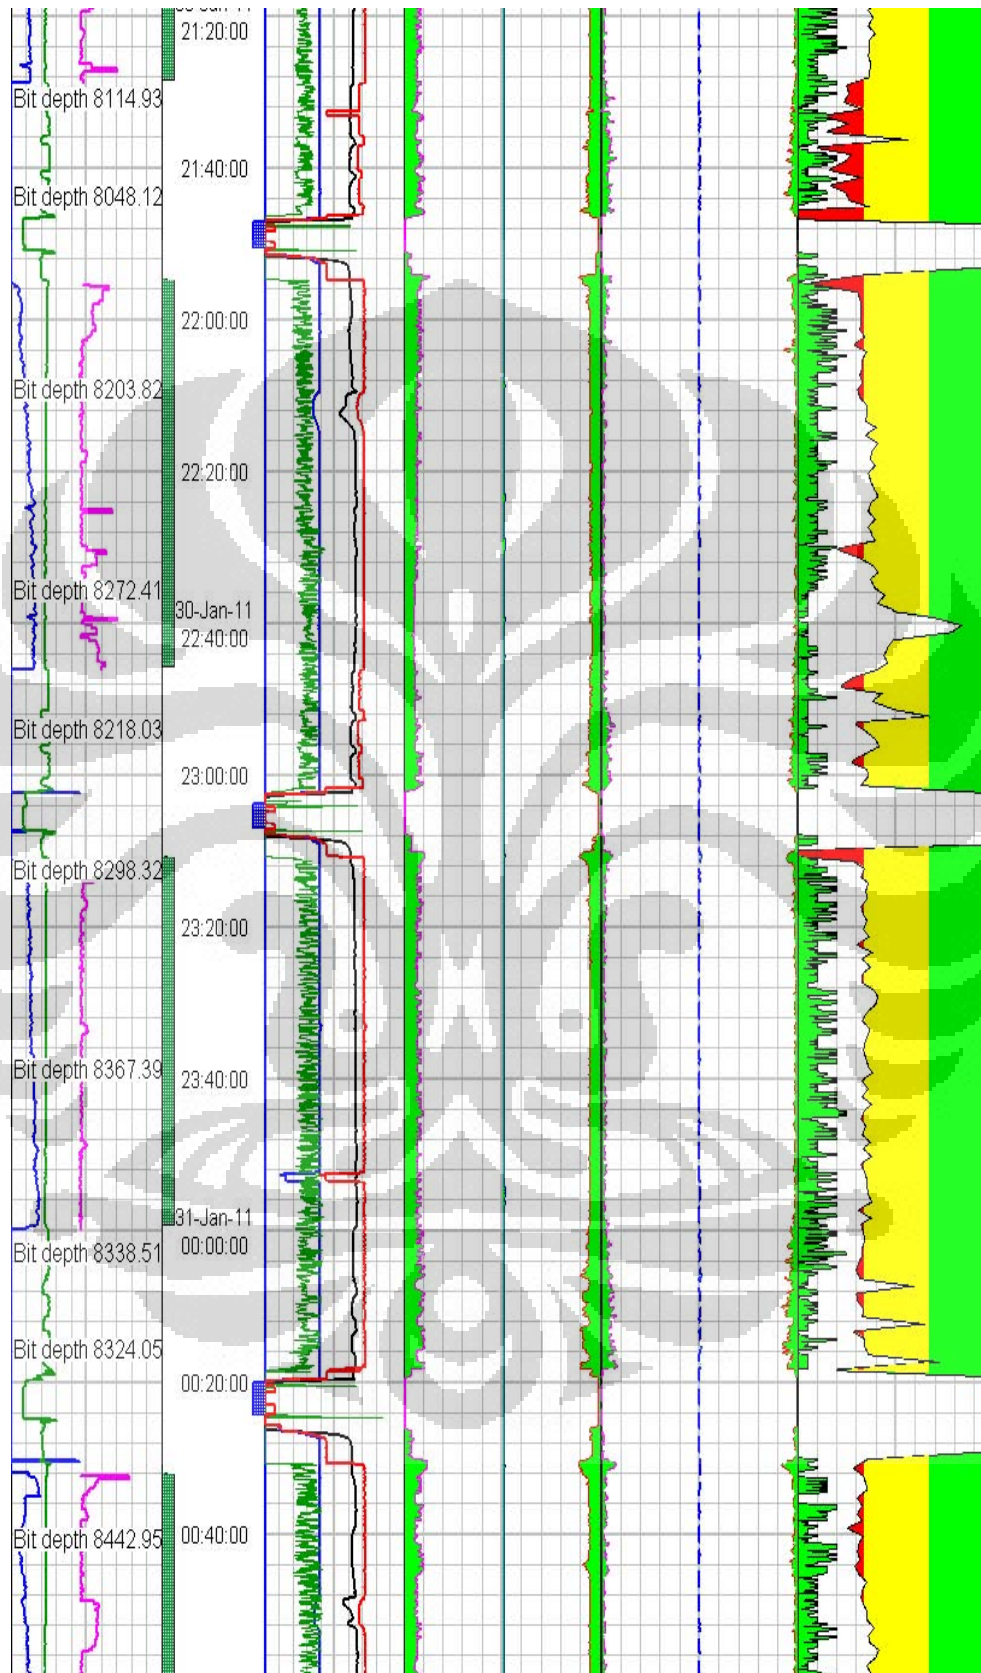 21:20:00
Bit depth 8114.93
21:40:00
Bit depth 8048.12
22:00:00
Bit depth 8203.82
22:20:00
Bit depth 8272.41
30-Jan-11
22:40:00
Bit depth 8218.03
23:00:00
Bit depth 8298.32
23:20:00
Bit depth 8367.39
23:40:00
31-Jan-11
00:00:00
Bit depth 8338.51
Bit depth 8324.05
00:20:00
00:40:00
Bit depth 8442.95